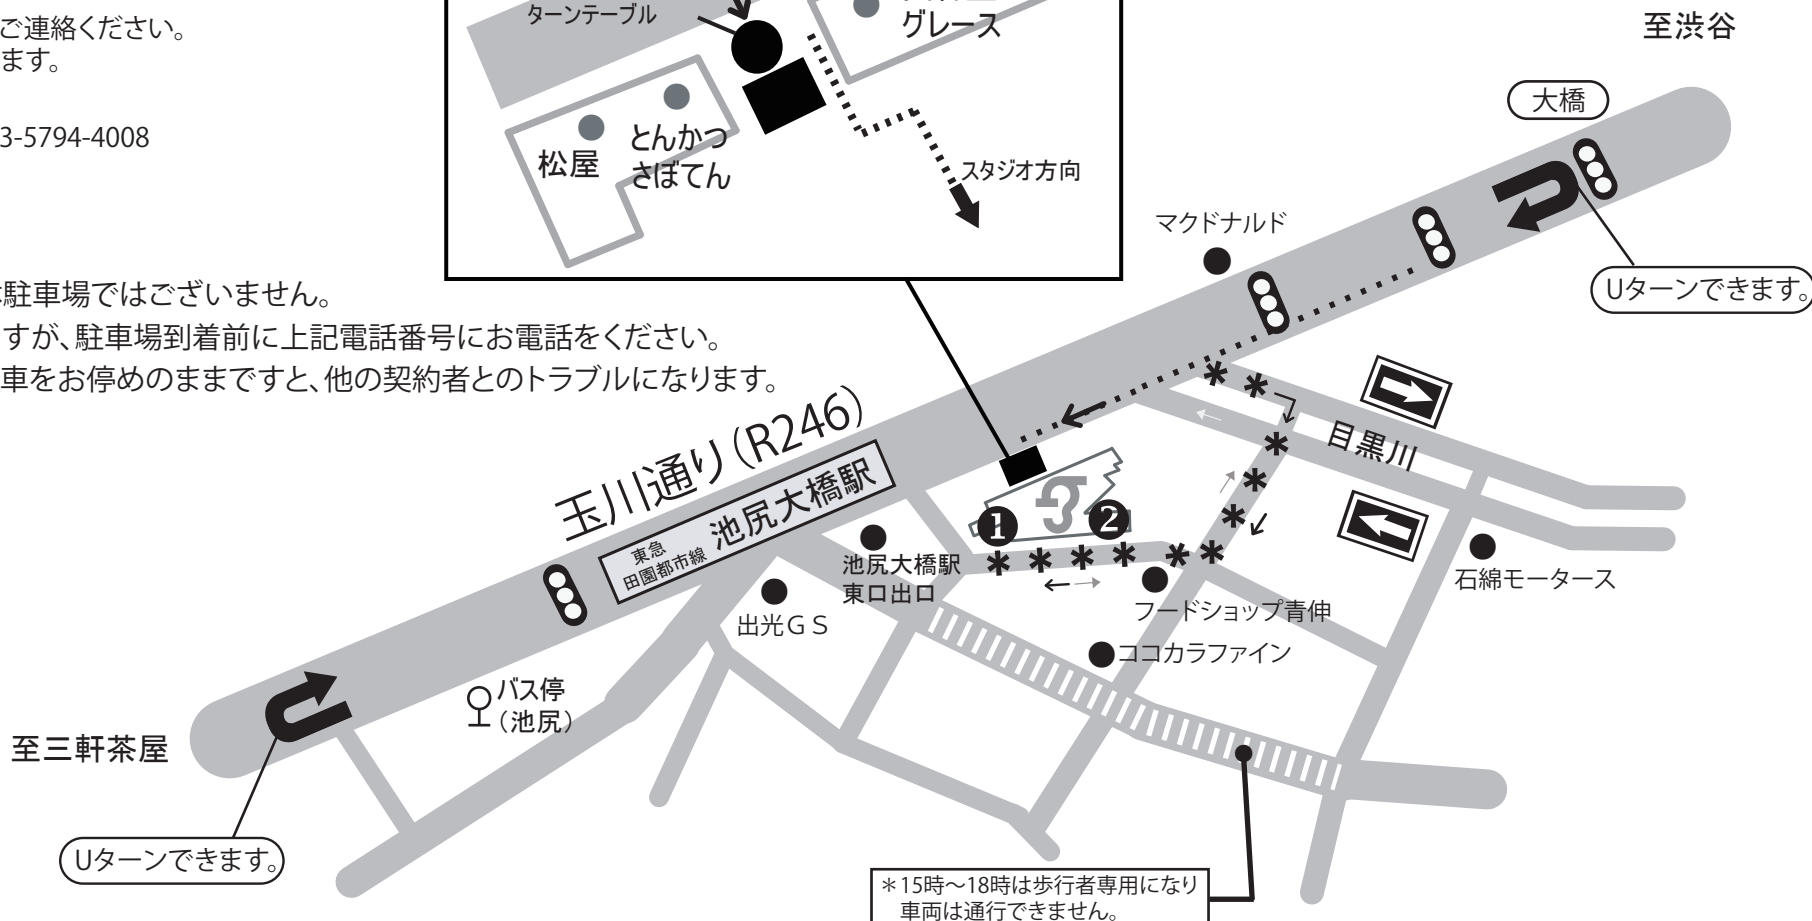 ご連絡ください。
ます。
3-5794-4008
ターンテーブル
グレース
松屋
とんかつ
さぼてん
スタジオ方向
至渋谷
大橋
マクドナルド
Uターンできます。
駐車場ではございません。
すが、駐車場到着前に上記電話番号にお電話をください。
車をお停めのままですと、他の契約者とのトラブルになります。
玉川通り(R246)
東急
田園都市線
池尻大橋駅
目黒川
1
2
池尻大橋駅
東口出口
出光GS
フードショップ青伸
ココカラファイン
石綿モータース
バス停
(池尻)
至三軒茶屋
Uターンできます。
＊15時〜18時は歩行者専用になり
車両は通行できません。